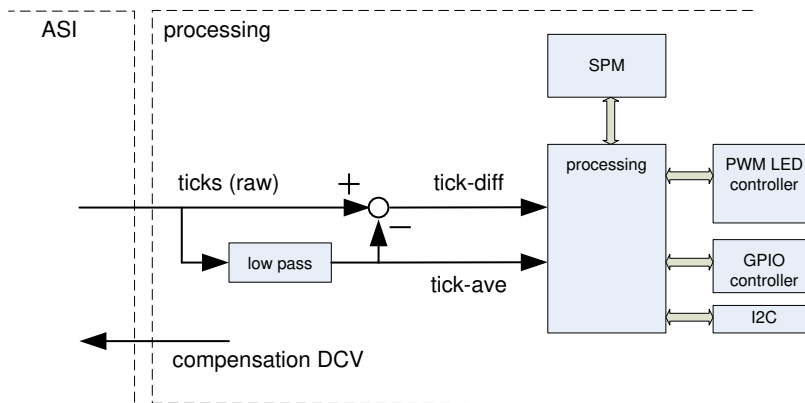 ASI
processing
SPM
processing
PWM LED
controller
ticks (raw)
+
tick-diff
−
low pass
GPIO
controller
tick-ave
I2C
compensation DCV